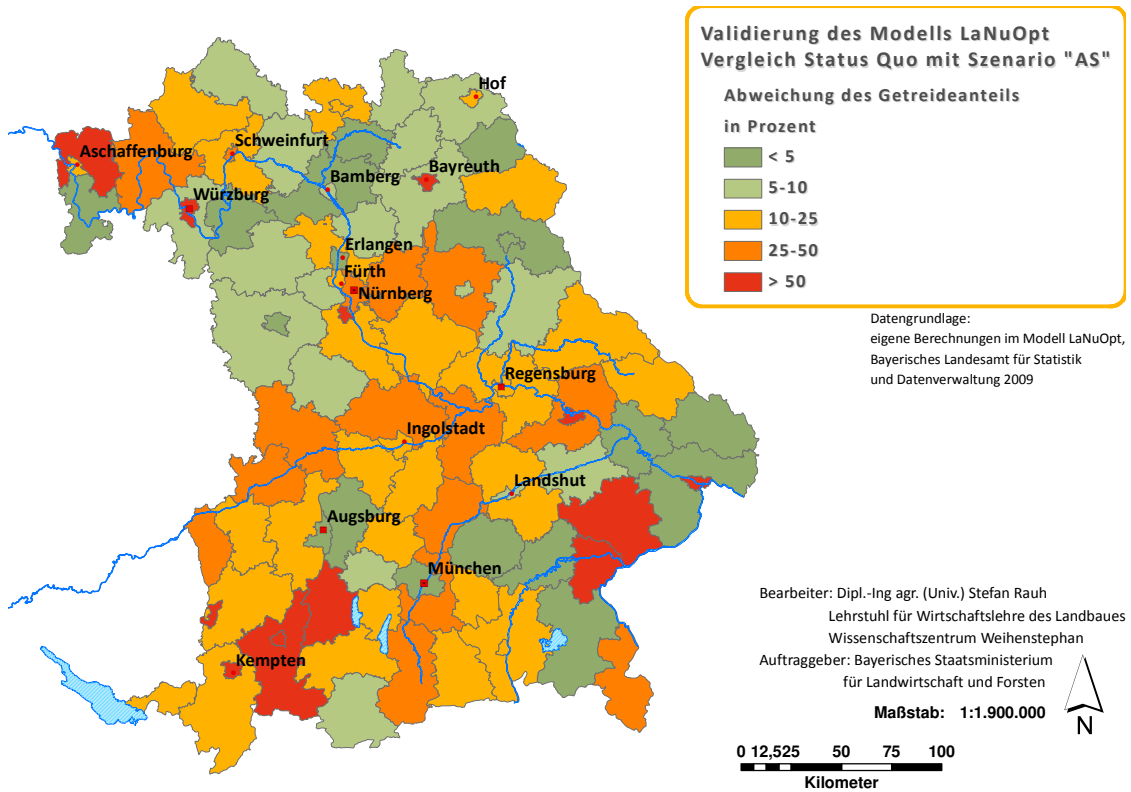 Validierung des Modells LaNuOpt
Vergleich Status Quo mit Szenario "AS"
Abweichung des Getreideanteils
in Prozent
< 5
5-10
10-25
25-50
> 50
Hof
Schweinfurt
Aschaffenburg
Bayreuth
Bamberg
Würzburg
Erlangen
Fürth
Nürnberg
Regensburg
Ingolstadt
Landshut
Augsburg
München
Kempten
Datengrundlage:
eigene Berechnungen im Modell LaNuOpt,
Bayerisches Landesamt für Statistik
und Datenverwaltung 2009
Bearbeiter: Dipl.-Ing agr. (Univ.) Stefan Rauh
Lehrstuhl für Wirtschaftslehre des Landbaues
Wissenschaftszentrum Weihenstephan
Auftraggeber: Bayerisches Staatsministerium
für Landwirtschaft und Forsten
Maßstab: 1:1.900.000
N
0 12,525 50 75 100
Kilometer